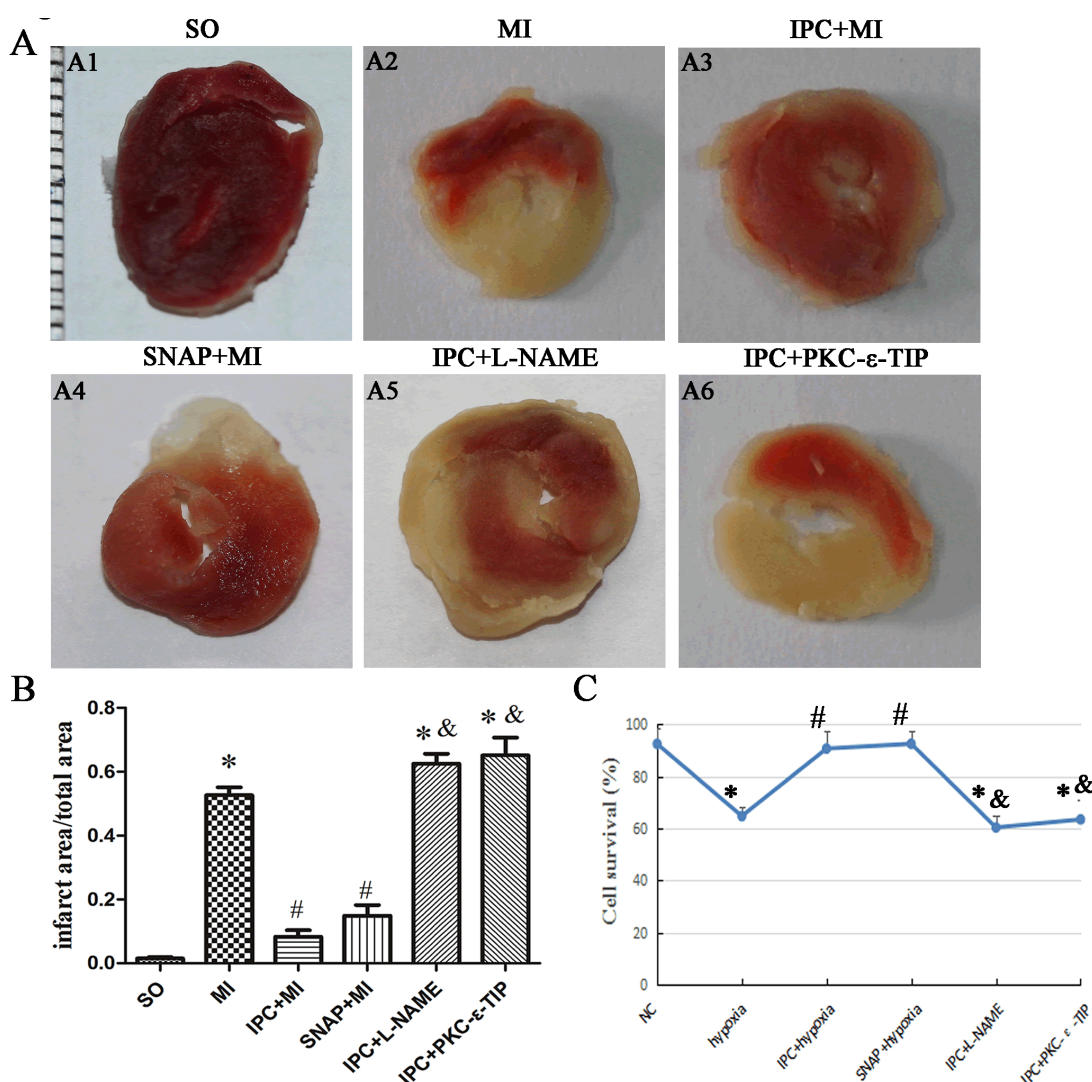 A
SO
MI
IPC+MI
A1
A2
A3
SNAP+MI
IPC+L-NAME
IPC+PKC-ε-TIP
A4
A5
A6
B
infarct area/total area
0.8
0.6
0.4
0.2
0.0
*
#
#
* &
* &
SO
MI
IPC+MI
SNAP+MI
IPC+L-NAME
IPC+PKC-ε-TIP
C
Cell survival (%)
100
80
60
40
20
0
*
#
#
* &
* &
NC
hypoxia
IPC+hypoxia
SNAP+hypoxia
IPC+L-NAME
IPC+PKC- ε -TIP